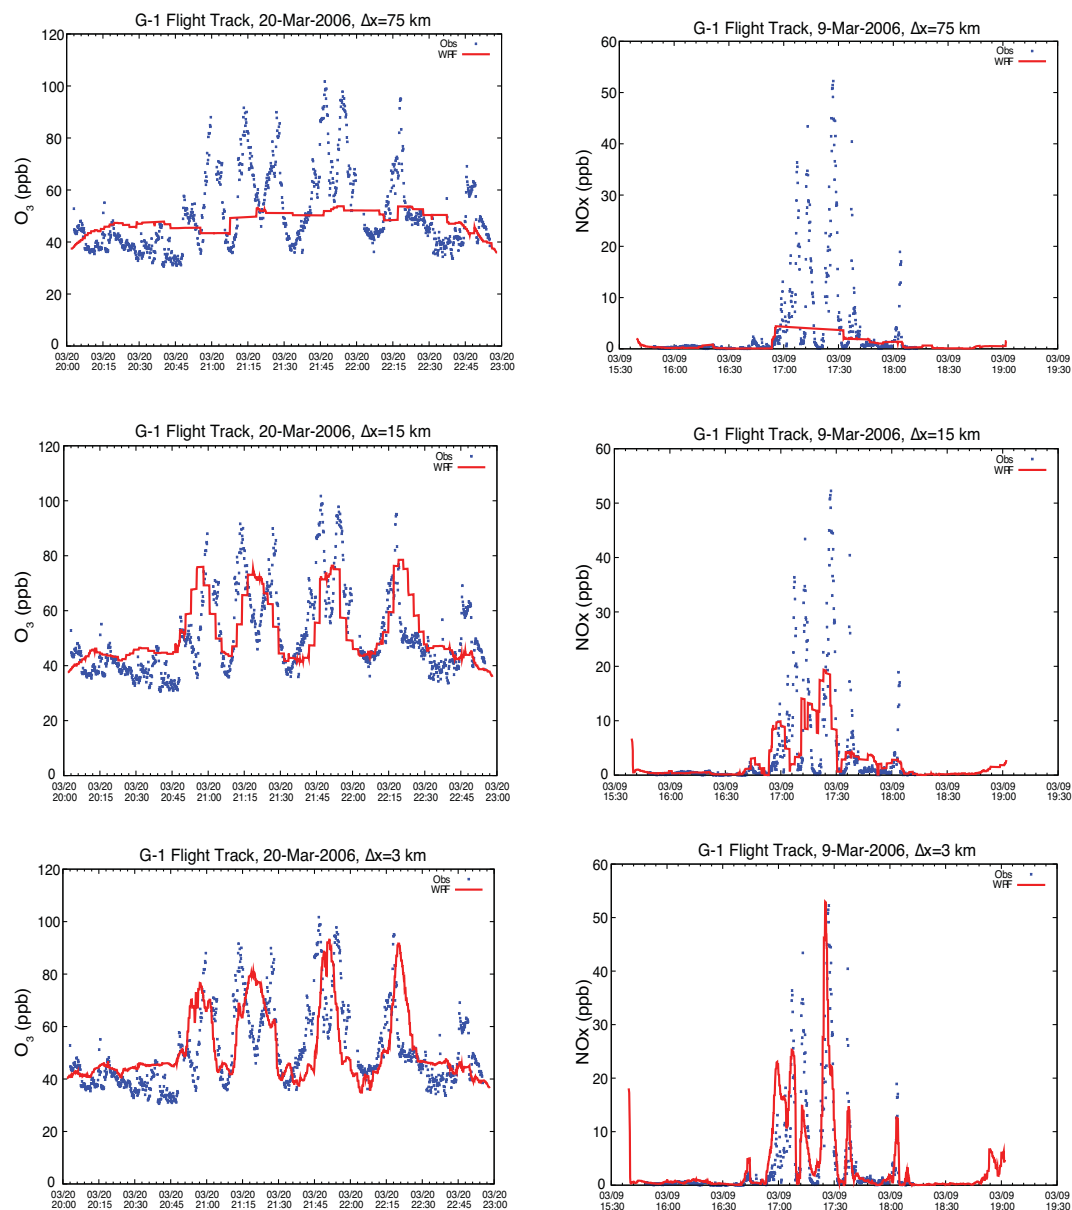 G-1 Flight Track, 20-Mar-2006, Δx=75 km
O3 (ppb)
120
100
80
60
40
20
0
Obs
WRF
03/20 03/20 03/20 03/20 03/20 03/20 03/20 03/20 03/20 03/20 03/20 03/20 03/20
20:00 20:15 20:30 20:45 21:00 21:15 21:30 21:45 22:00 22:15 22:30 22:45 23:00
G-1 Flight Track, 9-Mar-2006, Δx=75 km
NOx (ppb)
60
50
40
30
20
10
0
Obs
WRF
03/09 03/09 03/09 03/09 03/09 03/09 03/09 03/09 03/09
15:30 16:00 16:30 17:00 17:30 18:00 18:30 19:00 19:30
G-1 Flight Track, 20-Mar-2006, Δx=15 km
O3 (ppb)
120
100
80
60
40
20
0
Obs
WRF
03/20 03/20 03/20 03/20 03/20 03/20 03/20 03/20 03/20 03/20 03/20 03/20 03/20
20:00 20:15 20:30 20:45 21:00 21:15 21:30 21:45 22:00 22:15 22:30 22:45 23:00
G-1 Flight Track, 9-Mar-2006, Δx=15 km
NOx (ppb)
60
50
40
30
20
10
0
Obs
WRF
03/09 03/09 03/09 03/09 03/09 03/09 03/09 03/09 03/09
15:30 16:00 16:30 17:00 17:30 18:00 18:30 19:00 19:30
G-1 Flight Track, 20-Mar-2006, Δx=3 km
O3 (ppb)
120
100
80
60
40
20
0
Obs
WRF
03/20 03/20 03/20 03/20 03/20 03/20 03/20 03/20 03/20 03/20 03/20 03/20 03/20
20:00 20:15 20:30 20:45 21:00 21:15 21:30 21:45 22:00 22:15 22:30 22:45 23:00
G-1 Flight Track, 9-Mar-2006, Δx=3 km
NOx (ppb)
60
50
40
30
20
10
0
Obs
WRF
03/09 03/09 03/09 03/09 03/09 03/09 03/09 03/09 03/09
15:30 16:00 16:30 17:00 17:30 18:00 18:30 19:00 19:30